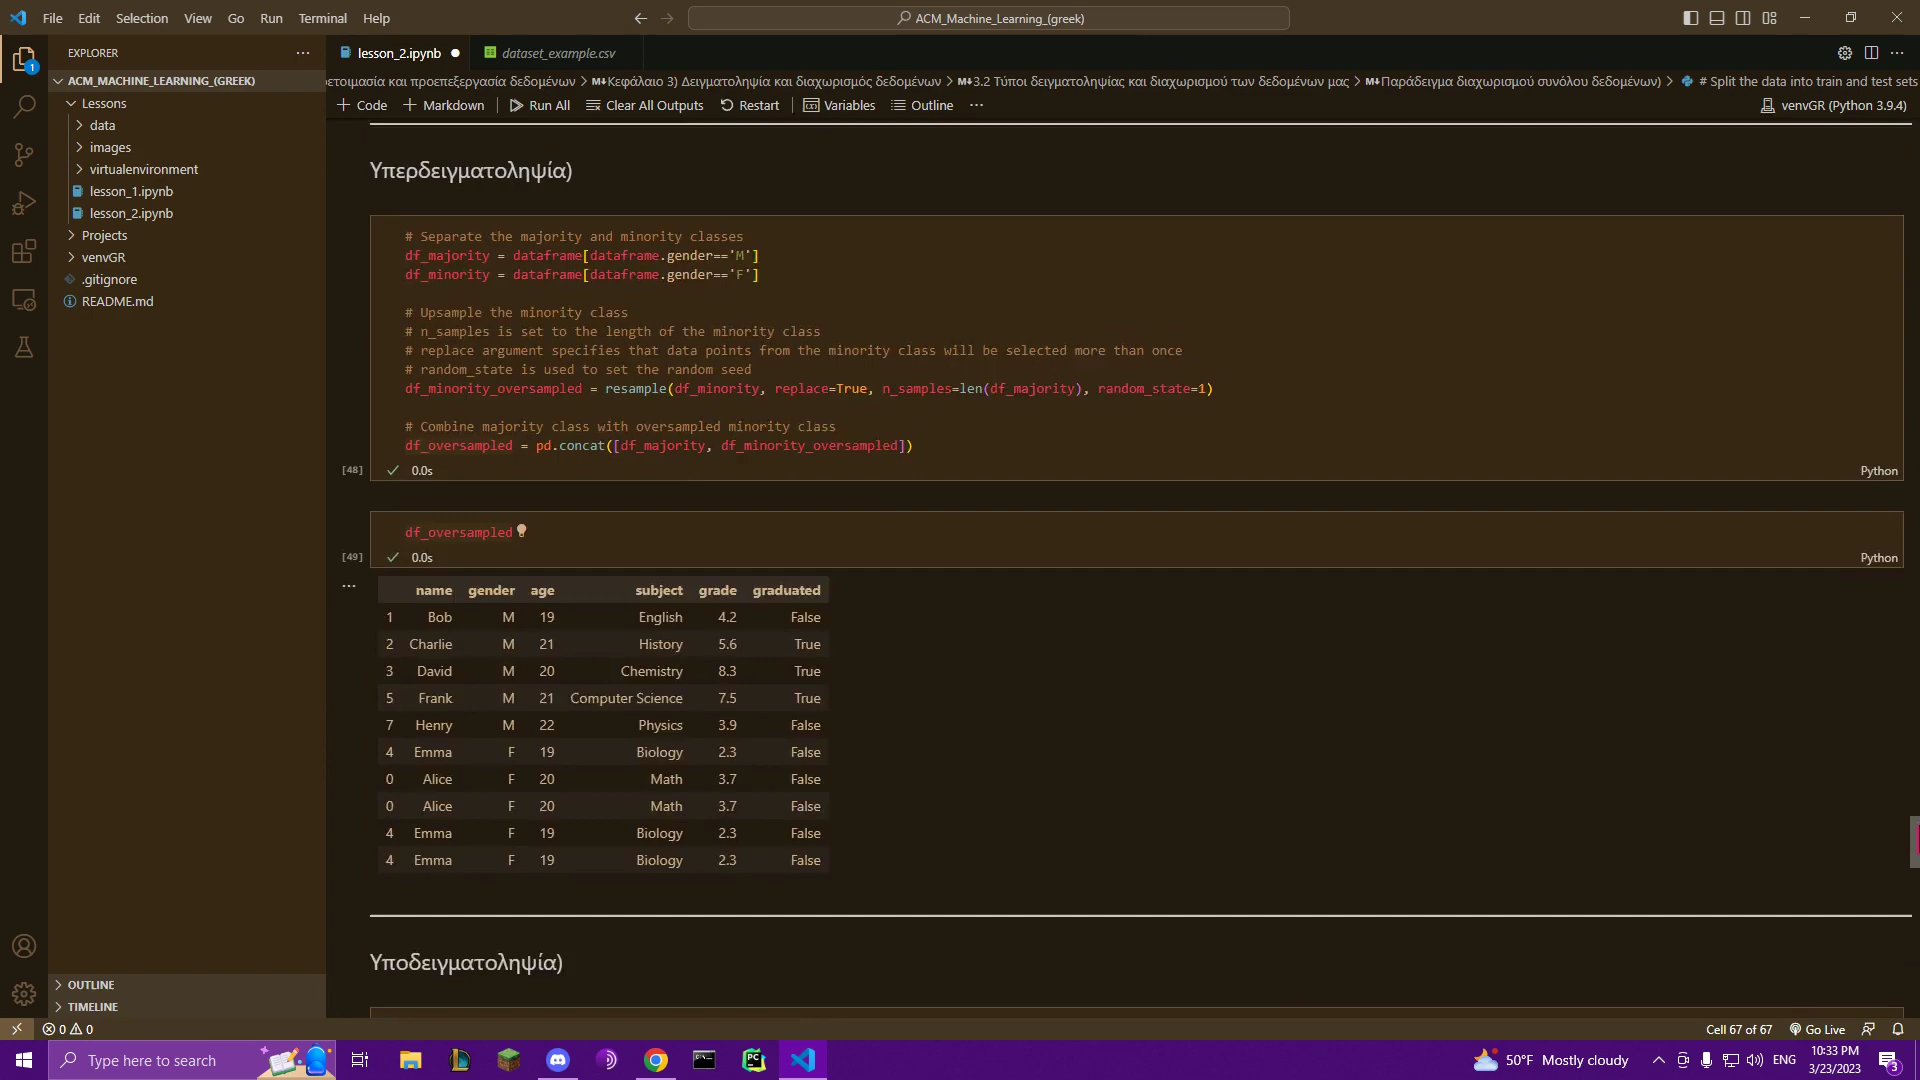 File Edit Selection View Go Run Terminal Help
ACM_Machine_Learning_(greek)
EXPLORER
lesson_2.ipynb
dataset_example.csv
ACM_MACHINE_LEARNING_(GREEK)
Lessons
data
images
virtualenvironment
lesson_1.ipynb
lesson_2.ipynb
Projects
venvGR
.gitignore
README.md
OUTLINE
TIMELINE
ετοιμασία και προεπεξεργασία δεδομένων > Κεφάλαιο 3) Δειγματοληψία και διαχωρισμός δεδομένων > 3.2 Τύποι δειγματοληψίας και διαχωρισμού των δεδομένων μας > Παράδειγμα διαχωρισμού συνόλου δεδομένων) > # Split the data into train and test sets
+ Code + Markdown Run All Clear All Outputs Restart Variables Outline ...
venvGR (Python 3.9.4)
Υπερδειγματοληψία)
# Separate the majority and minority classes
df_majority = dataframe[dataframe.gender=='M']
df_minority = dataframe[dataframe.gender=='F']
# Upsample the minority class
# n_samples is set to the length of the minority class
# replace argument specifies that data points from the minority class will be selected more than once
# random_state is used to set the random seed
df_minority_oversampled = resample(df_minority, replace=True, n_samples=len(df_majority), random_state=1)
# Combine majority class with oversampled minority class
df_oversampled = pd.concat([df_majority, df_minority_oversampled])
[48] 0.0s Python
df_oversampled
[49] 0.0s Python
name gender age subject grade graduated
1 Bob M 19 English 4.2 False
2 Charlie M 21 History 5.6 True
3 David M 20 Chemistry 8.3 True
5 Frank M 21 Computer Science 7.5 True
7 Henry M 22 Physics 3.9 False
4 Emma F 19 Biology 2.3 False
0 Alice F 20 Math 3.7 False
0 Alice F 20 Math 3.7 False
4 Emma F 19 Biology 2.3 False
4 Emma F 19 Biology 2.3 False
Υποδειγματοληψία)
0 0
Cell 67 of 67 Go Live
Type here to search
50°F Mostly cloudy
ENG
10:33 PM
3/23/2023
3
1